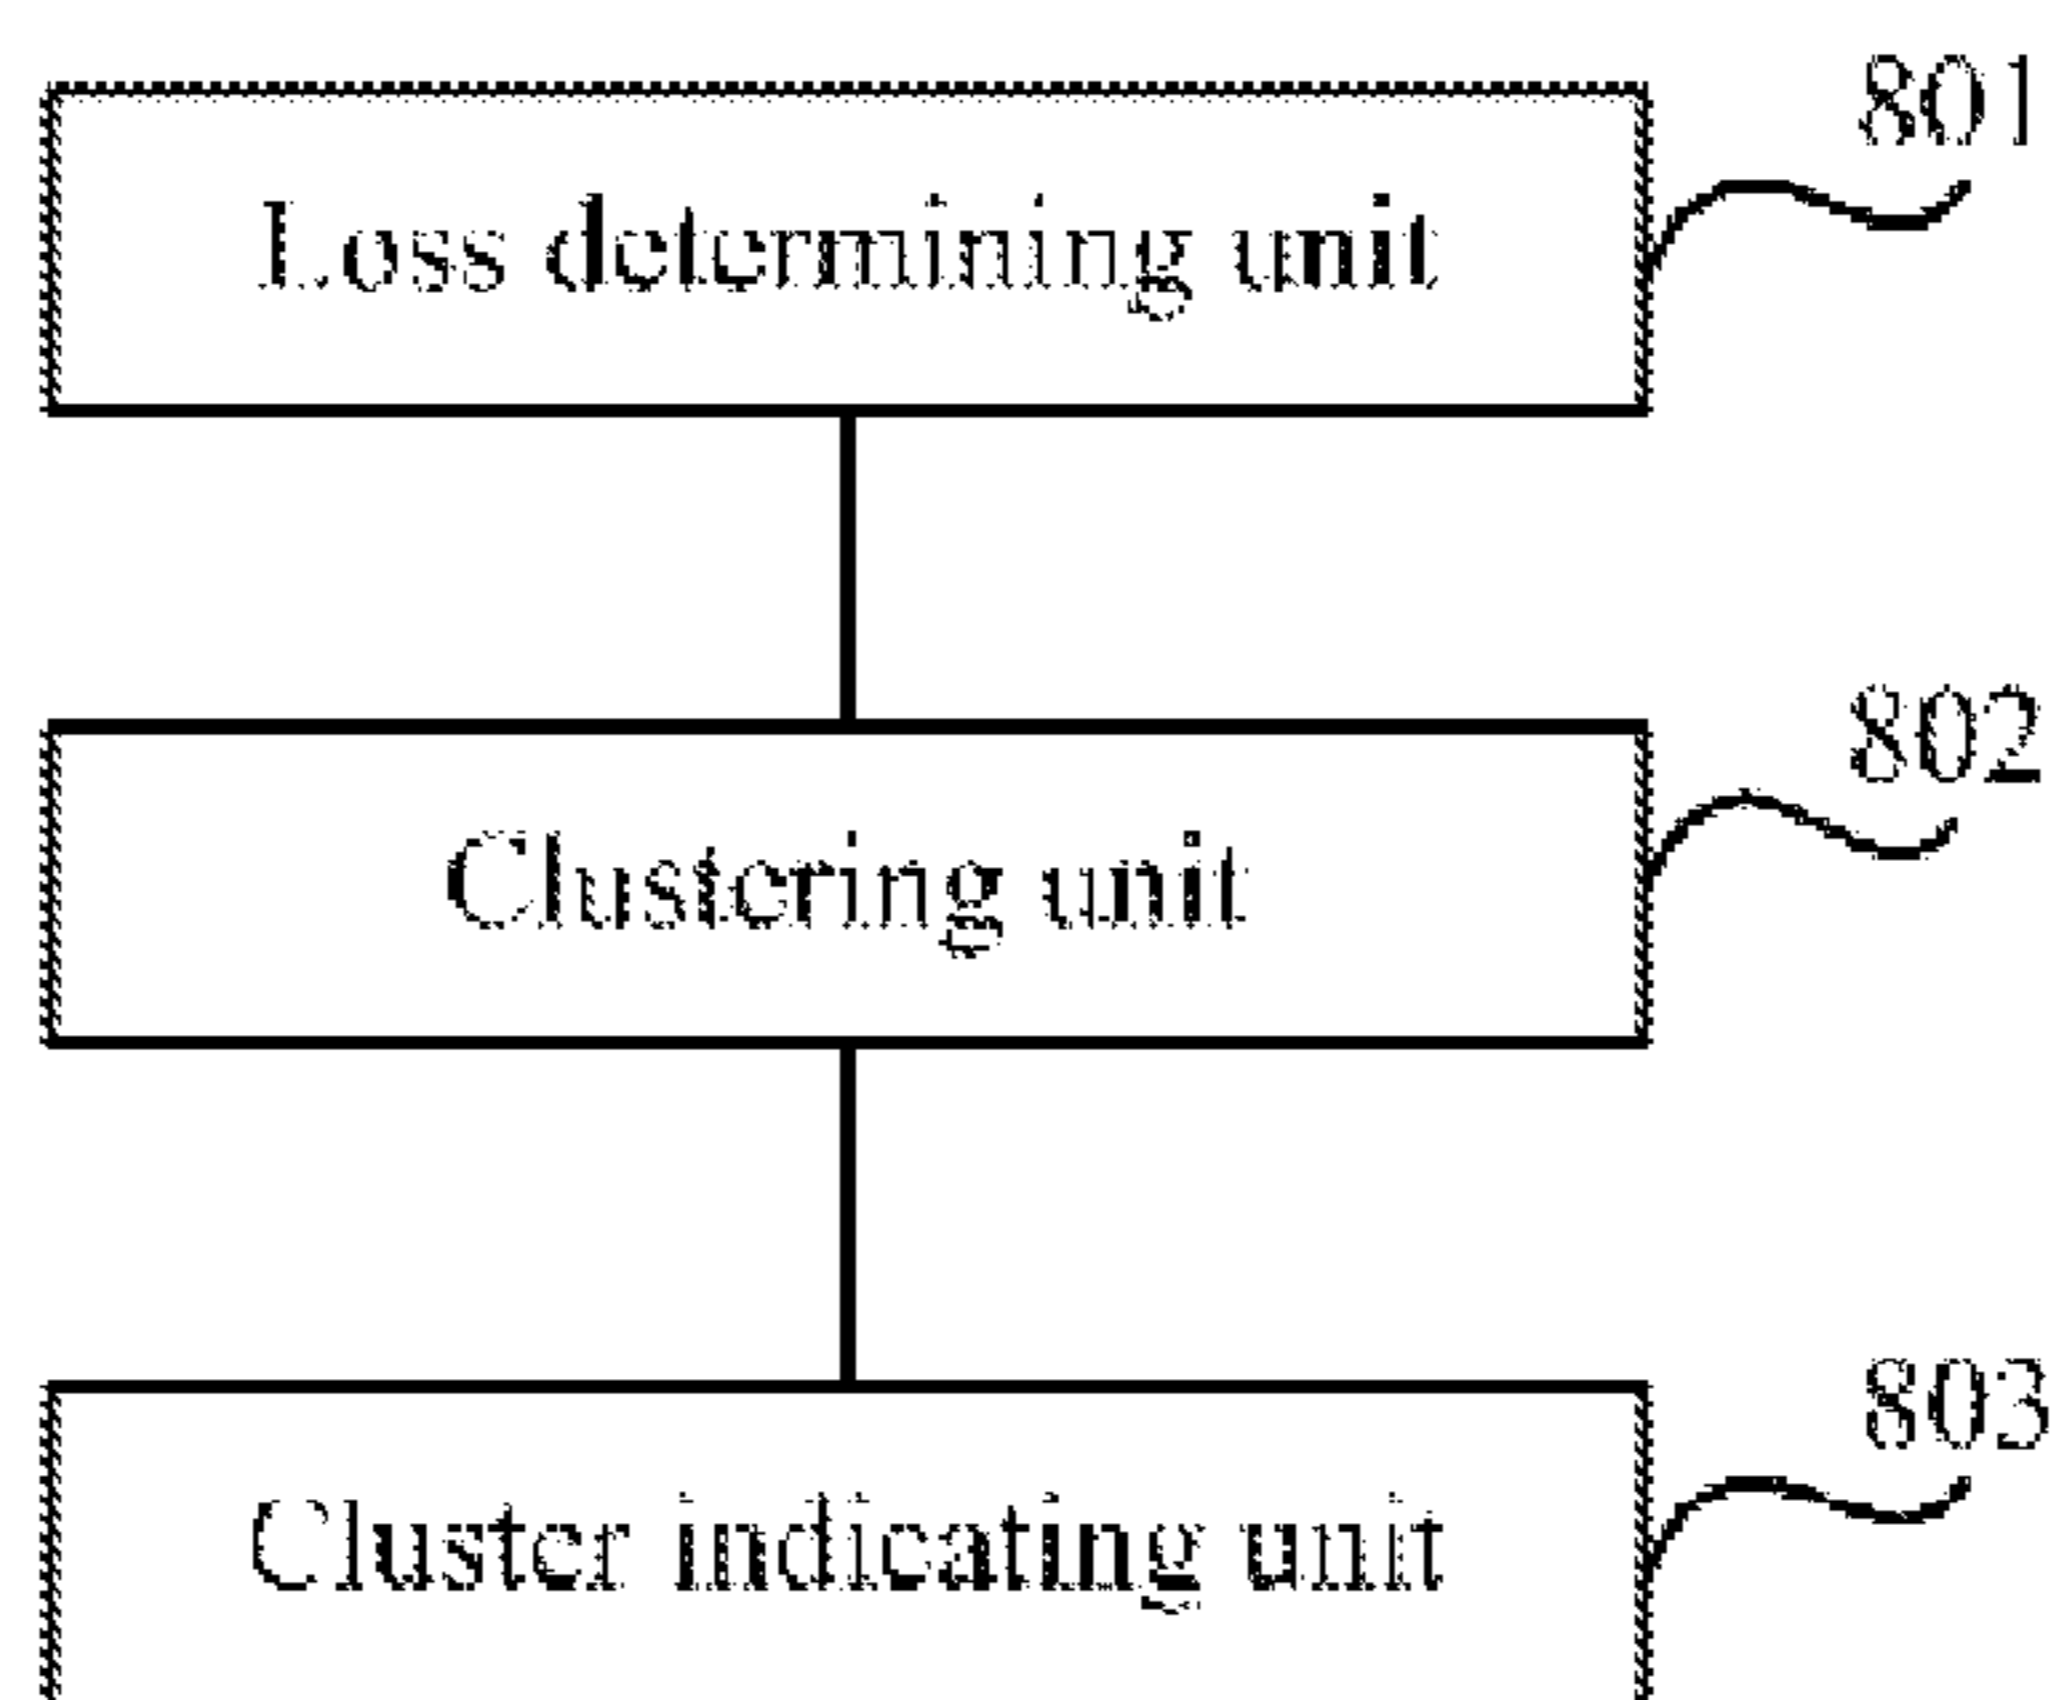 801
Loss determining unit
802
Clustering unit
803
Cluster indicating unit